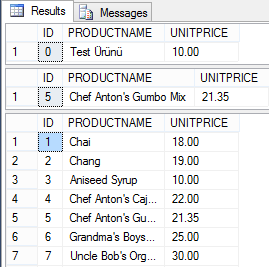 Results Messages
ID PRODUCTNAME UNITPRICE
1 0 Test Ürünü 10.00
ID PRODUCTNAME UNITPRICE
1 5 Chef Anton's Gumbo Mix 21.35
ID PRODUCTNAME UNITPRICE
1 1 Chai 18.00
2 2 Chang 19.00
3 3 Aniseed Syrup 10.00
4 4 Chef Anton's Caj... 22.00
5 5 Chef Anton's Gu... 21.35
6 6 Grandma's Boys... 25.00
7 7 Uncle Bob's Org... 30.00